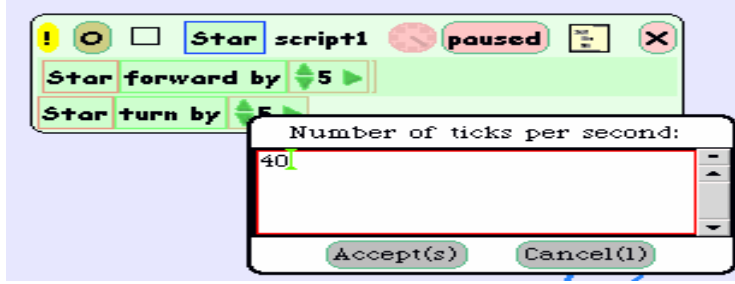 ! Star script1 paused
Star forward by 5
Star turn by 5
Number of ticks per second:
40
Accept(s) Cancel(l)